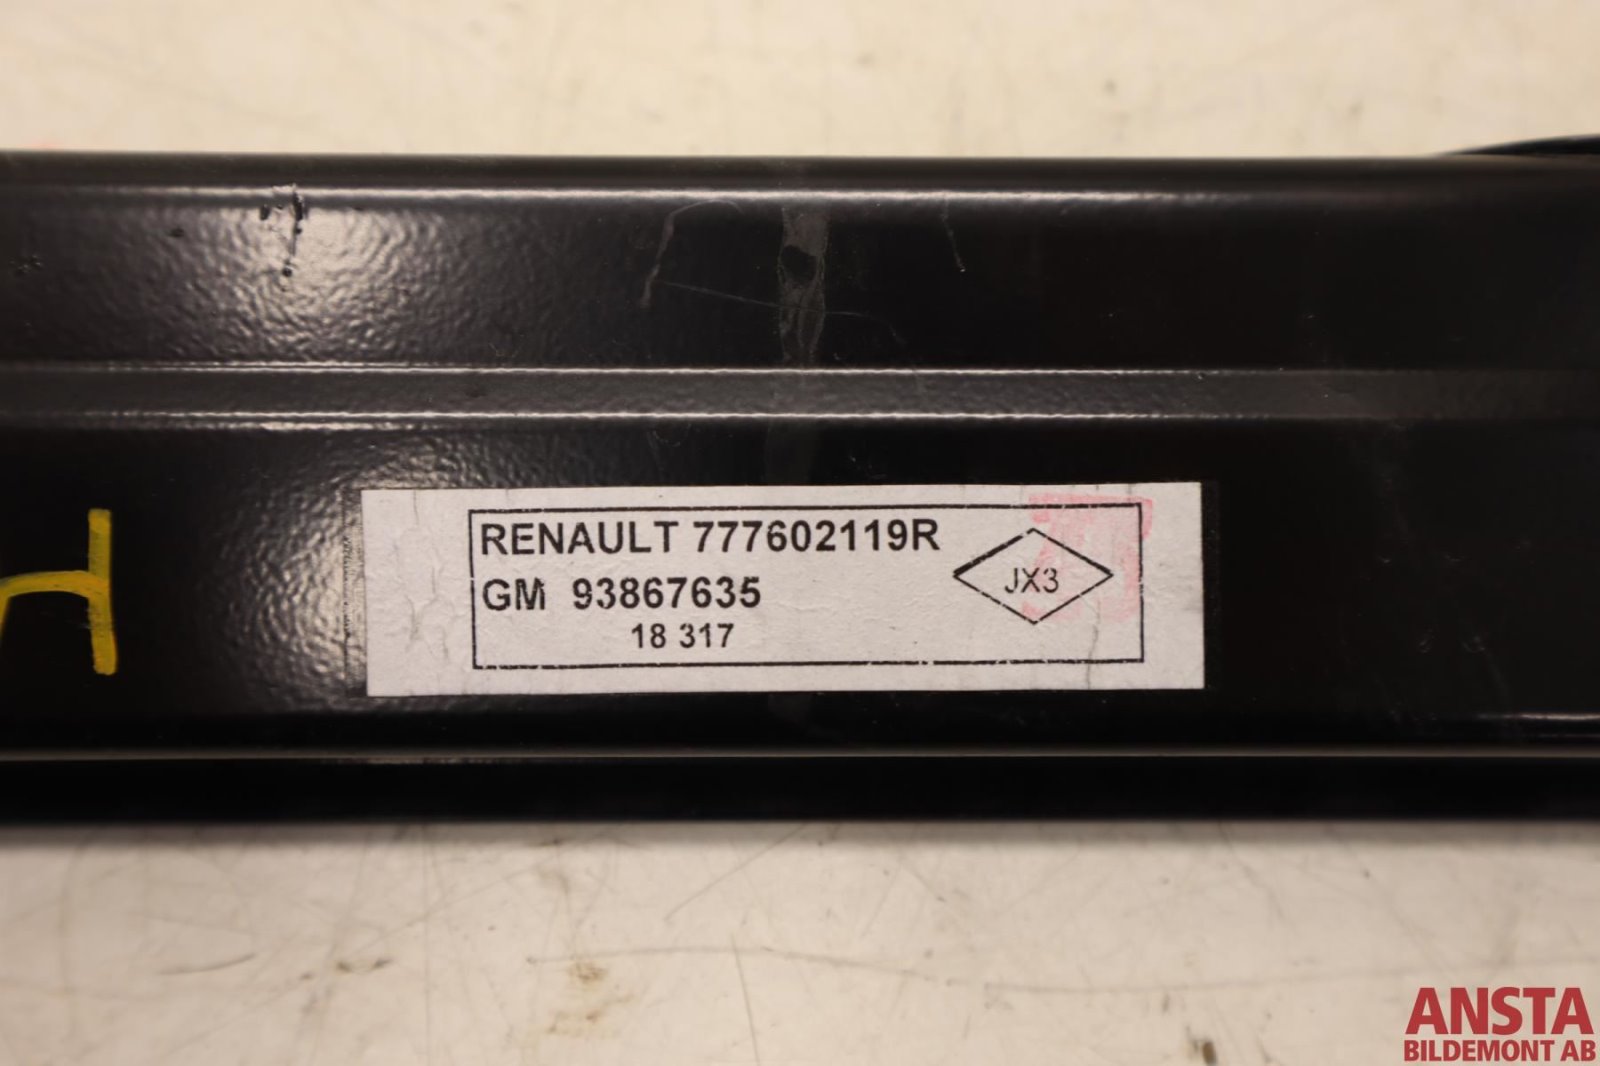 RENAULT 777602119R
GM 93867635
18 317
JX3
H
ANSTA
BILDEMONT AB